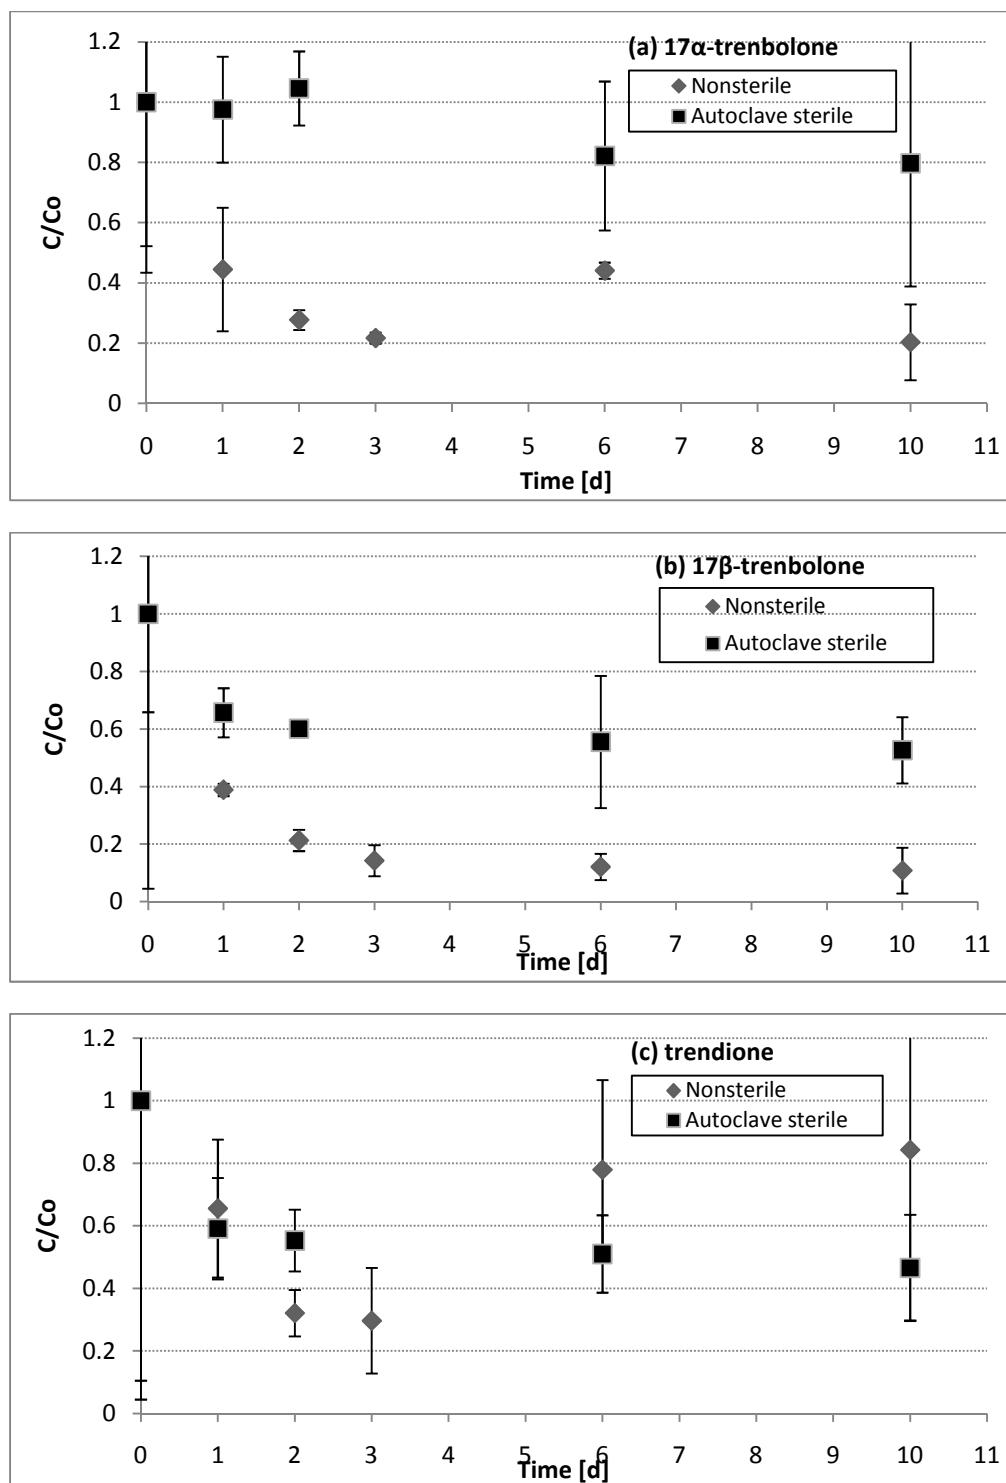 (a) 17α-trenbolone
Nonsterile
Autoclave sterile
1.2
1
0.8
0.6
0.4
0.2
0
C/Co
0 1 2 3 4 5 6 7 8 9 10 11
Time [d]
(b) 17β-trenbolone
Nonsterile
Autoclave sterile
1.2
1
0.8
0.6
0.4
0.2
0
C/Co
0 1 2 3 4 5 6 7 8 9 10 11
Time [d]
(c) trendione
Nonsterile
Autoclave sterile
1.2
1
0.8
0.6
0.4
0.2
0
C/Co
0 1 2 3 4 5 6 7 8 9 10 11